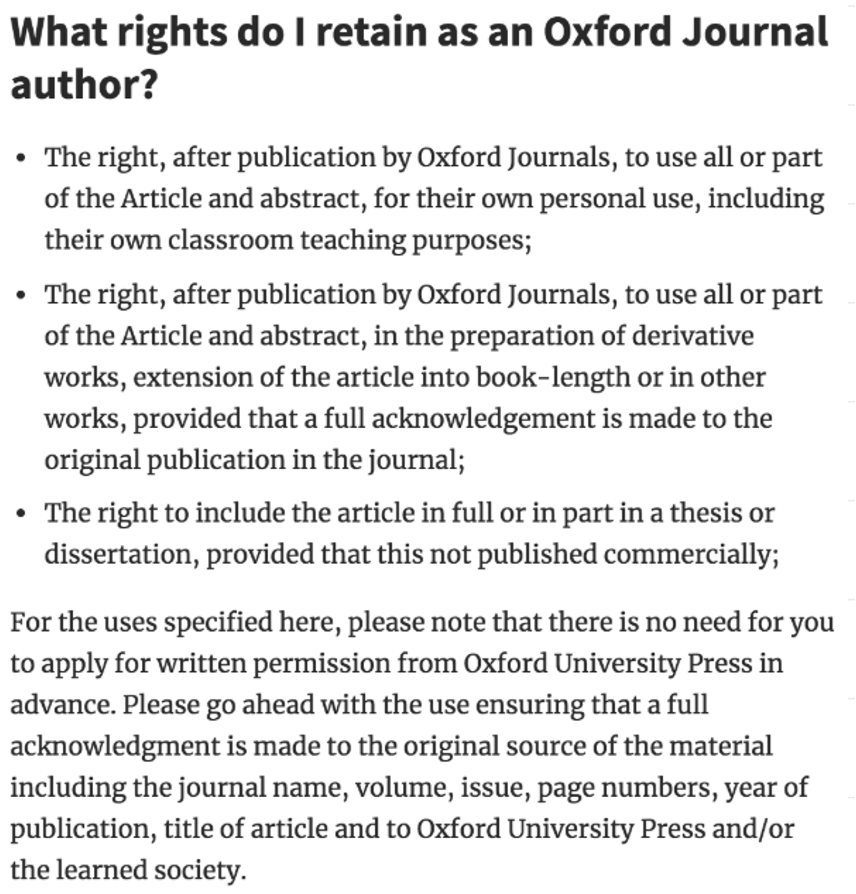 What rights do I retain as an Oxford Journal
author?
• The right, after publication by Oxford Journals, to use all or part
of the Article and abstract, for their own personal use, including
their own classroom teaching purposes;
• The right, after publication by Oxford Journals, to use all or part
of the Article and abstract, in the preparation of derivative
works, extension of the article into book-length or in other
works, provided that a full acknowledgement is made to the
original publication in the journal;
• The right to include the article in full or in part in a thesis or
dissertation, provided that this not published commercially;
For the uses specified here, please note that there is no need for you
to apply for written permission from Oxford University Press in
advance. Please go ahead with the use ensuring that a full
acknowledgment is made to the original source of the material
including the journal name, volume, issue, page numbers, year of
publication, title of article and to Oxford University Press and/or
the learned society.